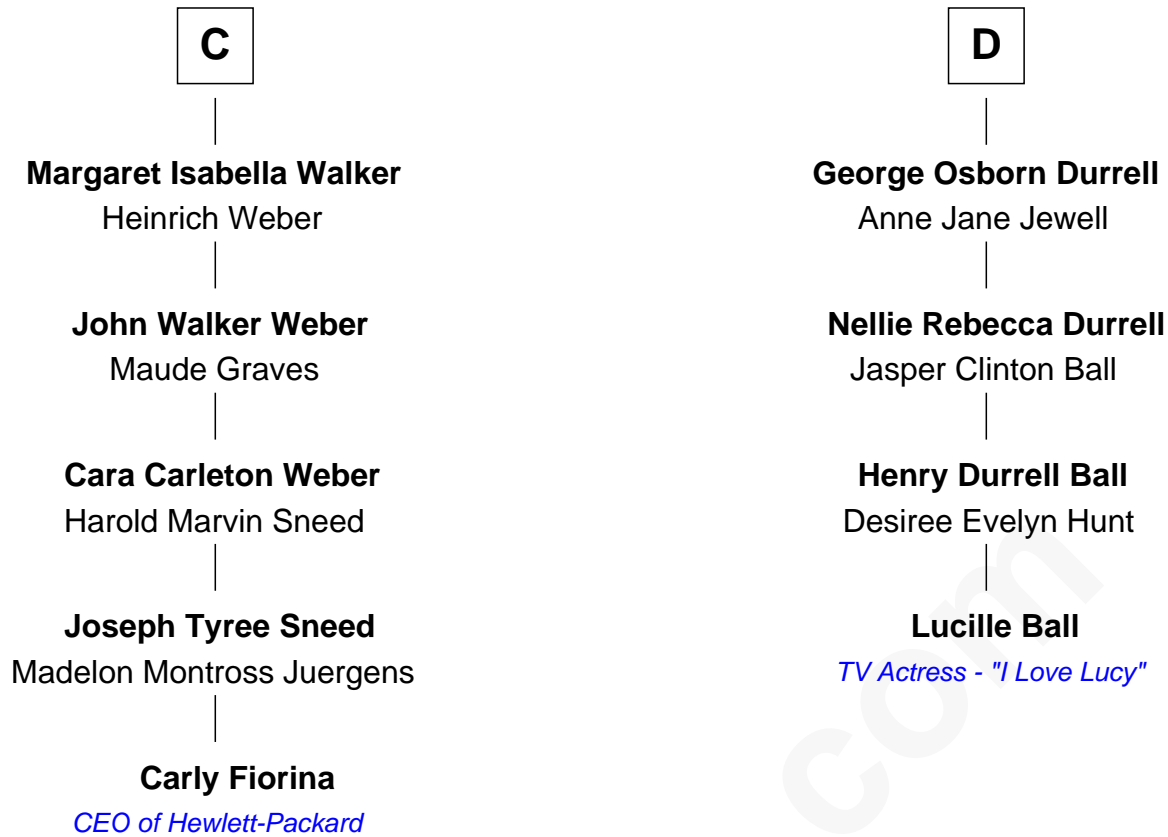 C
Margaret Isabella Walker
Heinrich Weber
John Walker Weber
Maude Graves
Cara Carleton Weber
Harold Marvin Sneed
Joseph Tyree Sneed
Madelon Montross Juergens
Carly Fiorina
CEO of Hewlett-Packard
D
George Osborn Durrell
Anne Jane Jewell
Nellie Rebecca Durrell
Jasper Clinton Ball
Henry Durrell Ball
Desiree Evelyn Hunt
Lucille Ball
TV Actress - "I Love Lucy"
com